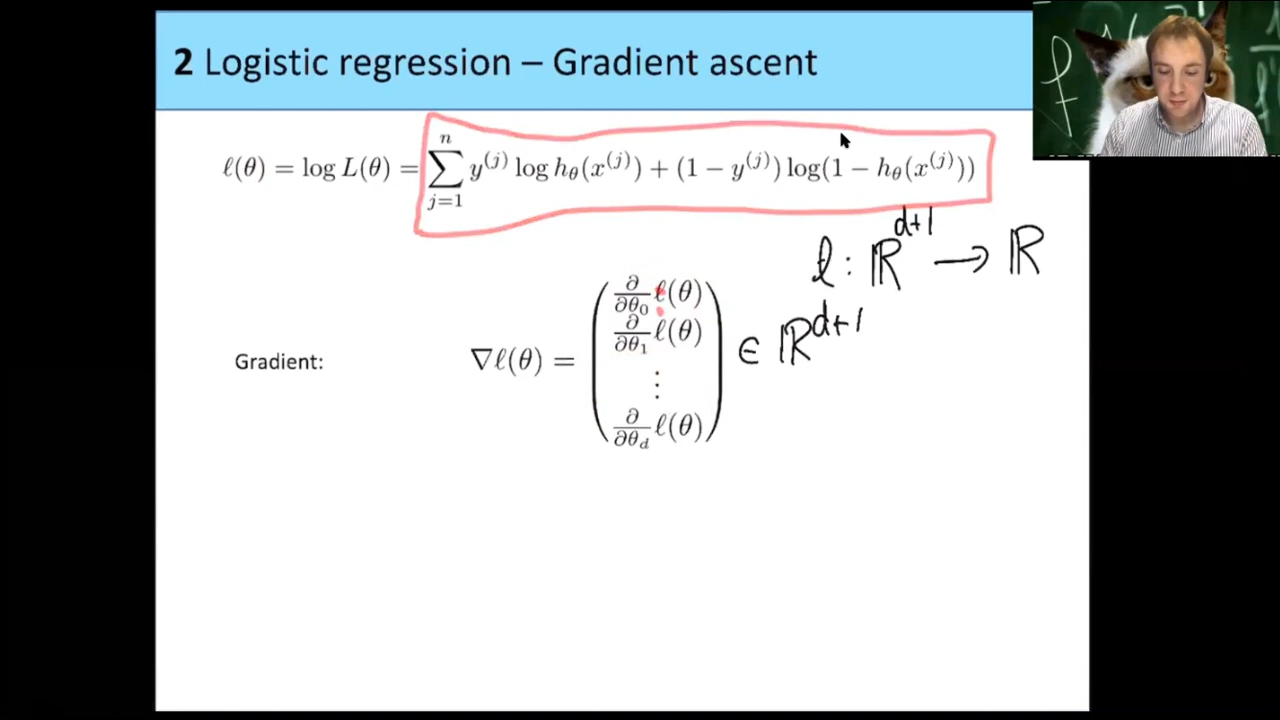 2 Logistic regression – Gradient ascent
ℓ(θ) = log L(θ) = ∑_{j=1}^{n} y^{(j)} log h_θ(x^{(j)}) + (1 − y^{(j)}) log(1 − h_θ(x^{(j)}))
ℓ : ℝ^{d+1} → ℝ
Gradient: ∇ℓ(θ) = ( ∂/∂θ_0 ℓ(θ)
∂/∂θ_1 ℓ(θ)
⋮
∂/∂θ_d ℓ(θ) ) ∈ ℝ^{d+1}